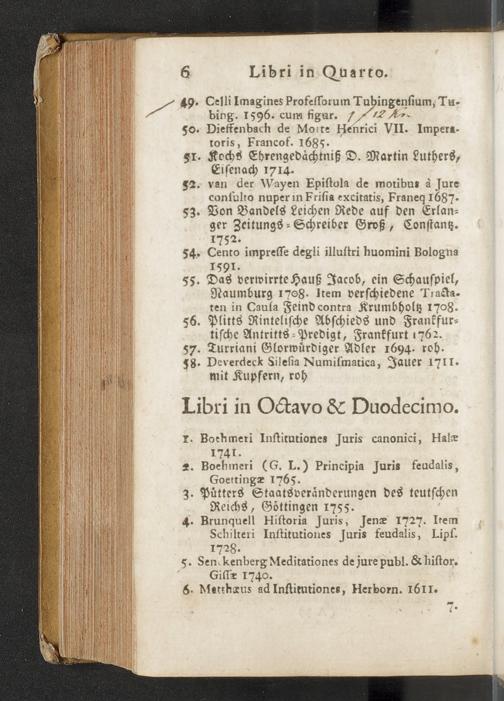 6 Libri in Quarto.
49. Celli Imagines Professorum Tubingensium, Tu-
bing. 1596. cum figur.
50. Dieffenbach de Morte Henrici VII. Impera-
toris, Francof. 1685.
51. Kochs Ehrengedächtniß D. Martin Luthers,
Eisenach 1714.
52. van der Wayen Epistola de motibus à Jure
consulto nuper in Frisia excitatis, Franeq 1687.
53. Von Bandels Leichen Rede auf den Erlan-
ger Zeitungs-Schreiber Groß, Constantz.
1752.
54. Cento impresse degli illustri huomini Bologna
1591.
55. Das verwirrte Hauß Jacob, ein Schauspiel,
Naumburg 1708. Item verschiedene Tracta-
ten in Causa Feind contra Krumbholtz 1708.
56. Plitts Rintelische Abschieds und Franckfur-
tische Antritts-Predigt, Frankfurt 1762.
57. Turriani Glorwürdiger Adler 1694. roh.
58. Deverdeck Silesia Numismatica, Jauer 1711.
mit Kupfern, roh
Libri in Octavo & Duodecimo.
1. Boehmeri Institutiones Juris canonici, Halæ
1741.
2. Boehmeri (G. L.) Principia Juris feudalis,
Goettingæ 1765.
3. Pütters Staatsveränderungen des teutschen
Reichs, Göttingen 1755.
4. Brunquell Historia Juris, Jenæ 1727. Item
Schilteri Institutiones Juris feudalis, Lips.
1728.
5. Senckenberg Meditationes de jure publ. & histor.
Gissæ 1740.
6. Matthæus ad Institutiones, Herborn. 1611.
7.